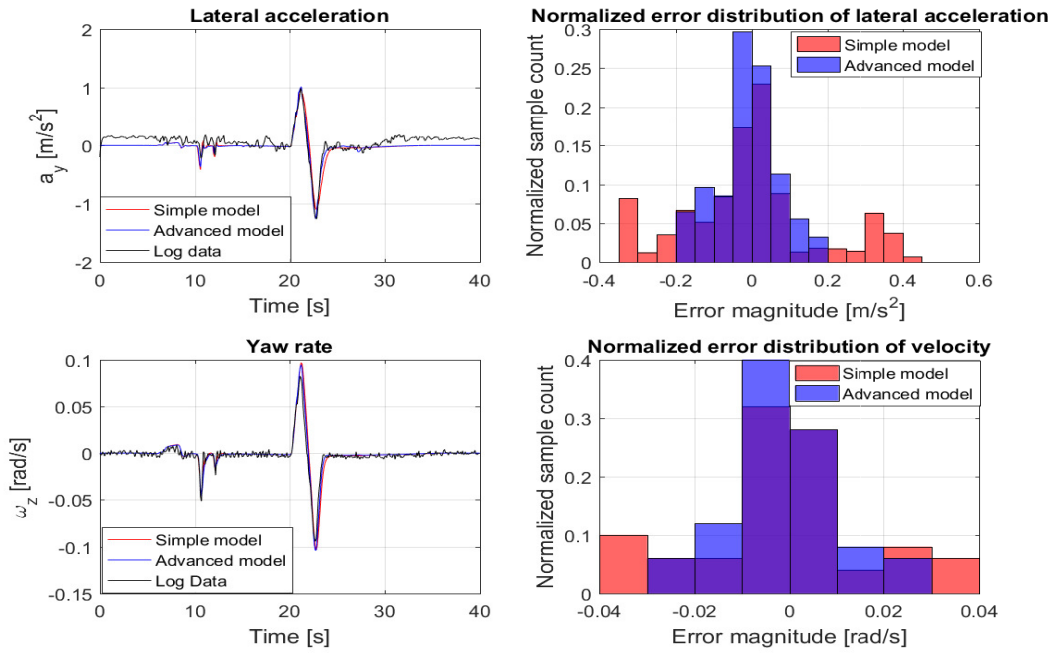 Lateral acceleration
2
1
0
-1
-2
a_y [m/s²]
Simple model
Advanced model
Log data
0
10
20
30
40
Time [s]
Normalized error distribution of lateral acceleration
0.3
0.25
0.2
0.15
0.1
0.05
0
Normalized sample count
Simple model
Advanced model
-0.4
-0.2
0
0.2
0.4
0.6
Error magnitude [m/s²]
Yaw rate
0.1
0.05
0
-0.05
-0.1
-0.15
ω_z [rad/s]
Simple model
Advanced model
Log Data
0
10
20
30
40
Time [s]
Normalized error distribution of velocity
0.4
0.3
0.2
0.1
0
Normalized sample count
Simple model
Advanced model
-0.04
-0.02
0
0.02
0.04
Error magnitude [rad/s]